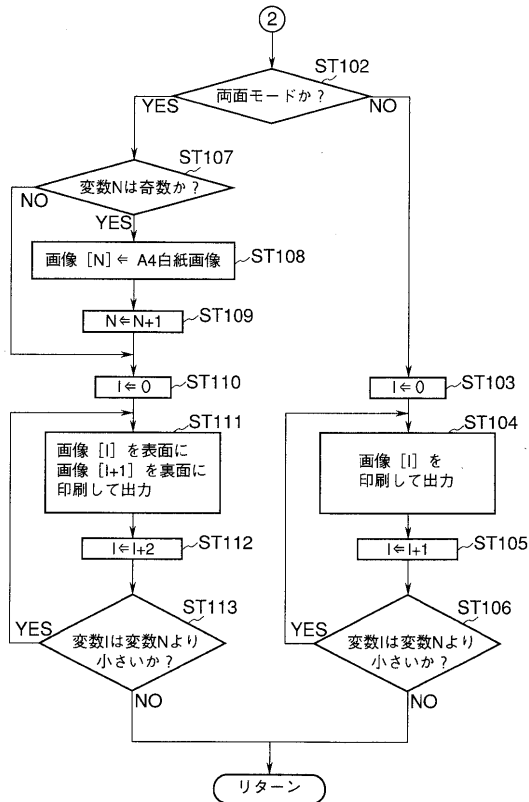 2
ST102
両面モードか？
YES
NO
ST107
変数Nは奇数か？
NO
YES
画像［N］⇐ A4白紙画像
ST108
N⇐N+1
ST109
I⇐0
ST110
I⇐0
ST103
ST111
画像［I］を表面に
画像［I+1］を裏面に
印刷して出力
ST104
画像［I］を
印刷して出力
I⇐I+2
ST112
I⇐I+1
ST105
ST113
YES
変数Iは変数Nより
小さいか？
NO
ST106
YES
変数Iは変数Nより
小さいか？
NO
リターン